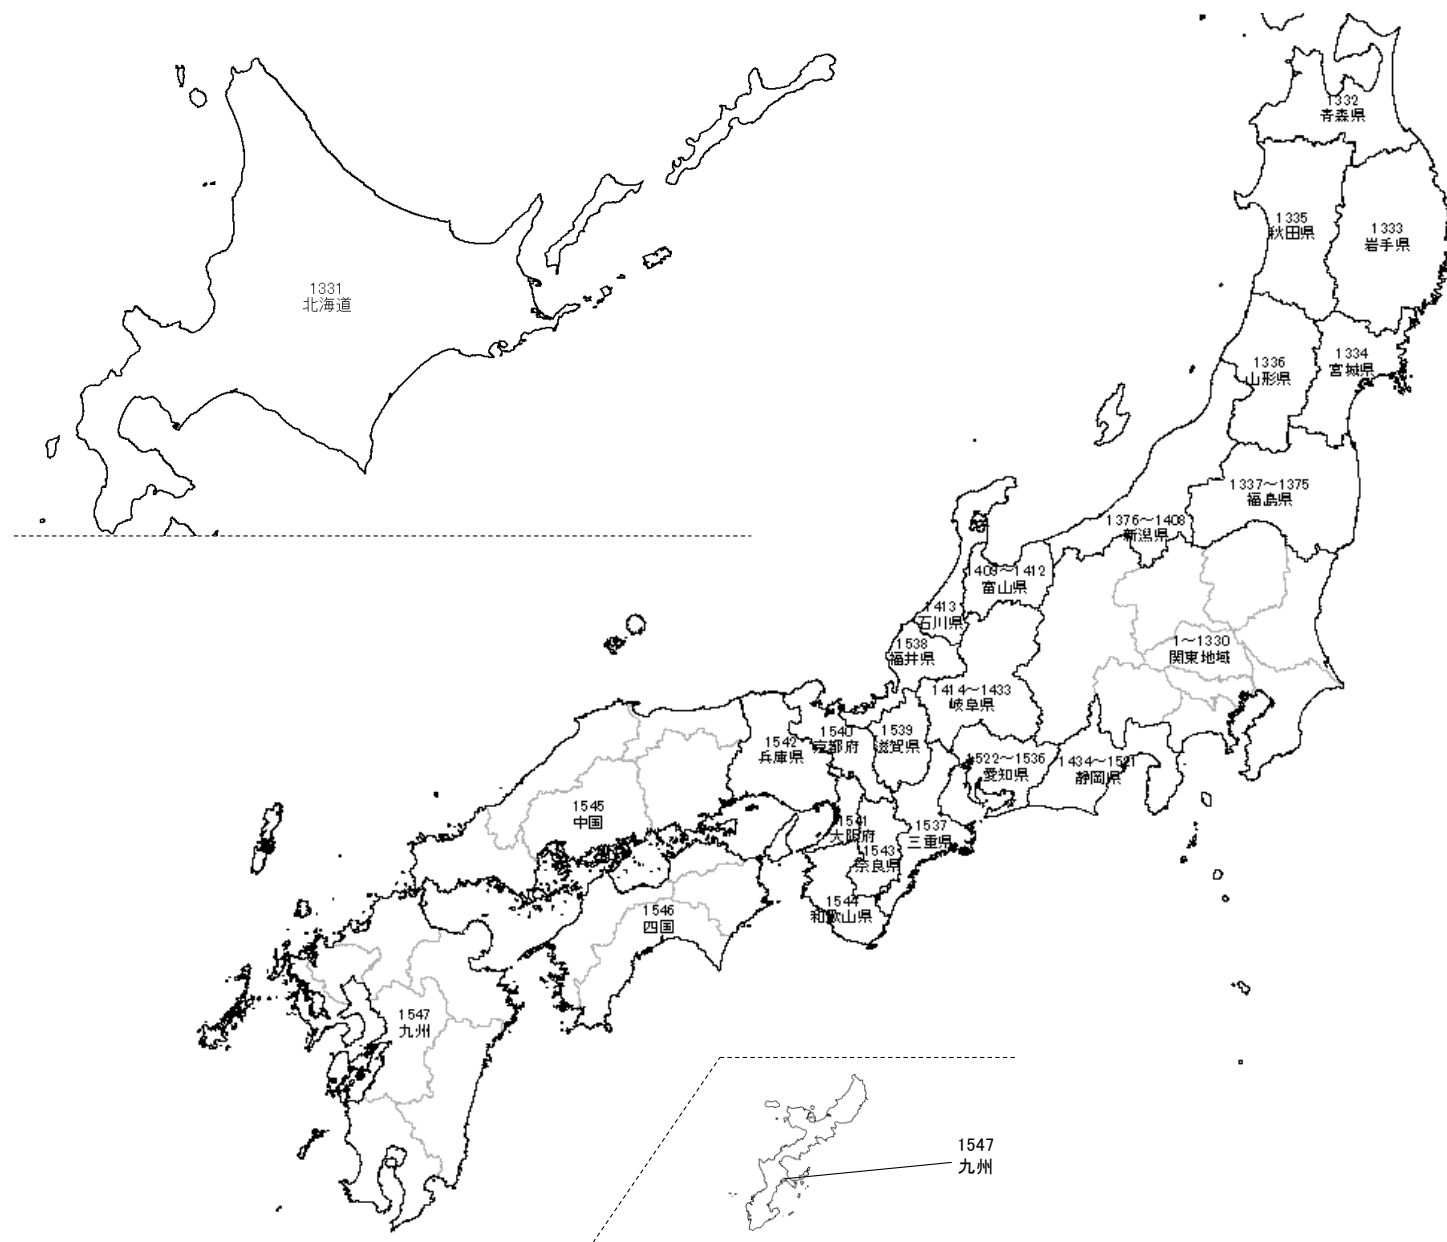 1332
青森県
1335
秋田県
1333
岩手県
1331
北海道
1336
山形県
1334
宮城県
1337～1375
福島県
1376～1408
新潟県
1409～1412
富山県
1413
石川県
1538
福井県
1～1330
関東地域
1414～1433
岐阜県
1540
京都府
1539
滋賀県
1542
兵庫県
1522～1536
愛知県
1434～1521
静岡県
1545
中国
1541
大阪府
1537
三重県
1543
奈良県
1544
和歌山県
1546
四国
1547
九州
1547
九州